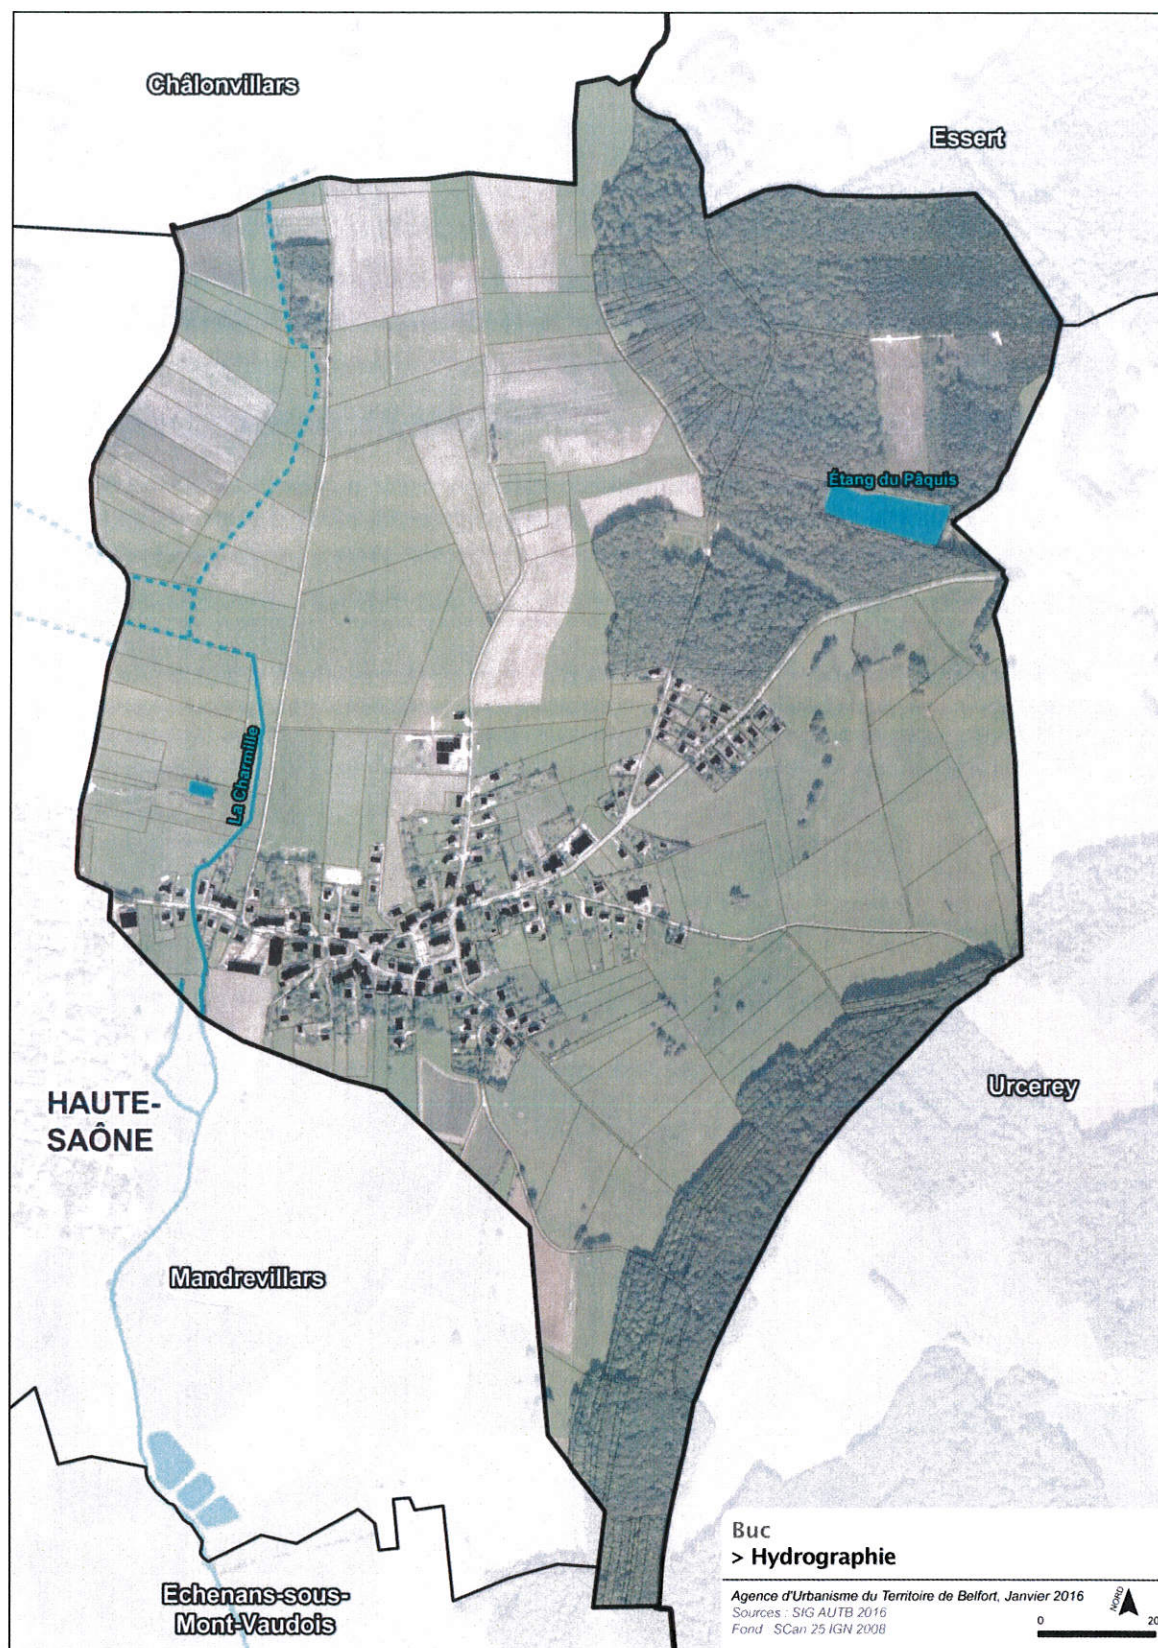 Châlonvillars
Essert
Étang du Pâquis
La Charmille
HAUTE-
SAÔNE
Urcerey
Mandrevillars
Echenans-sous-
Mont-Vaudois
Buc
> Hydrographie
Agence d'Urbanisme du Territoire de Belfort, Janvier 2016
Sources : SIG AUTB 2016
Fond : SCan 25 IGN 2008
NORD
0 20